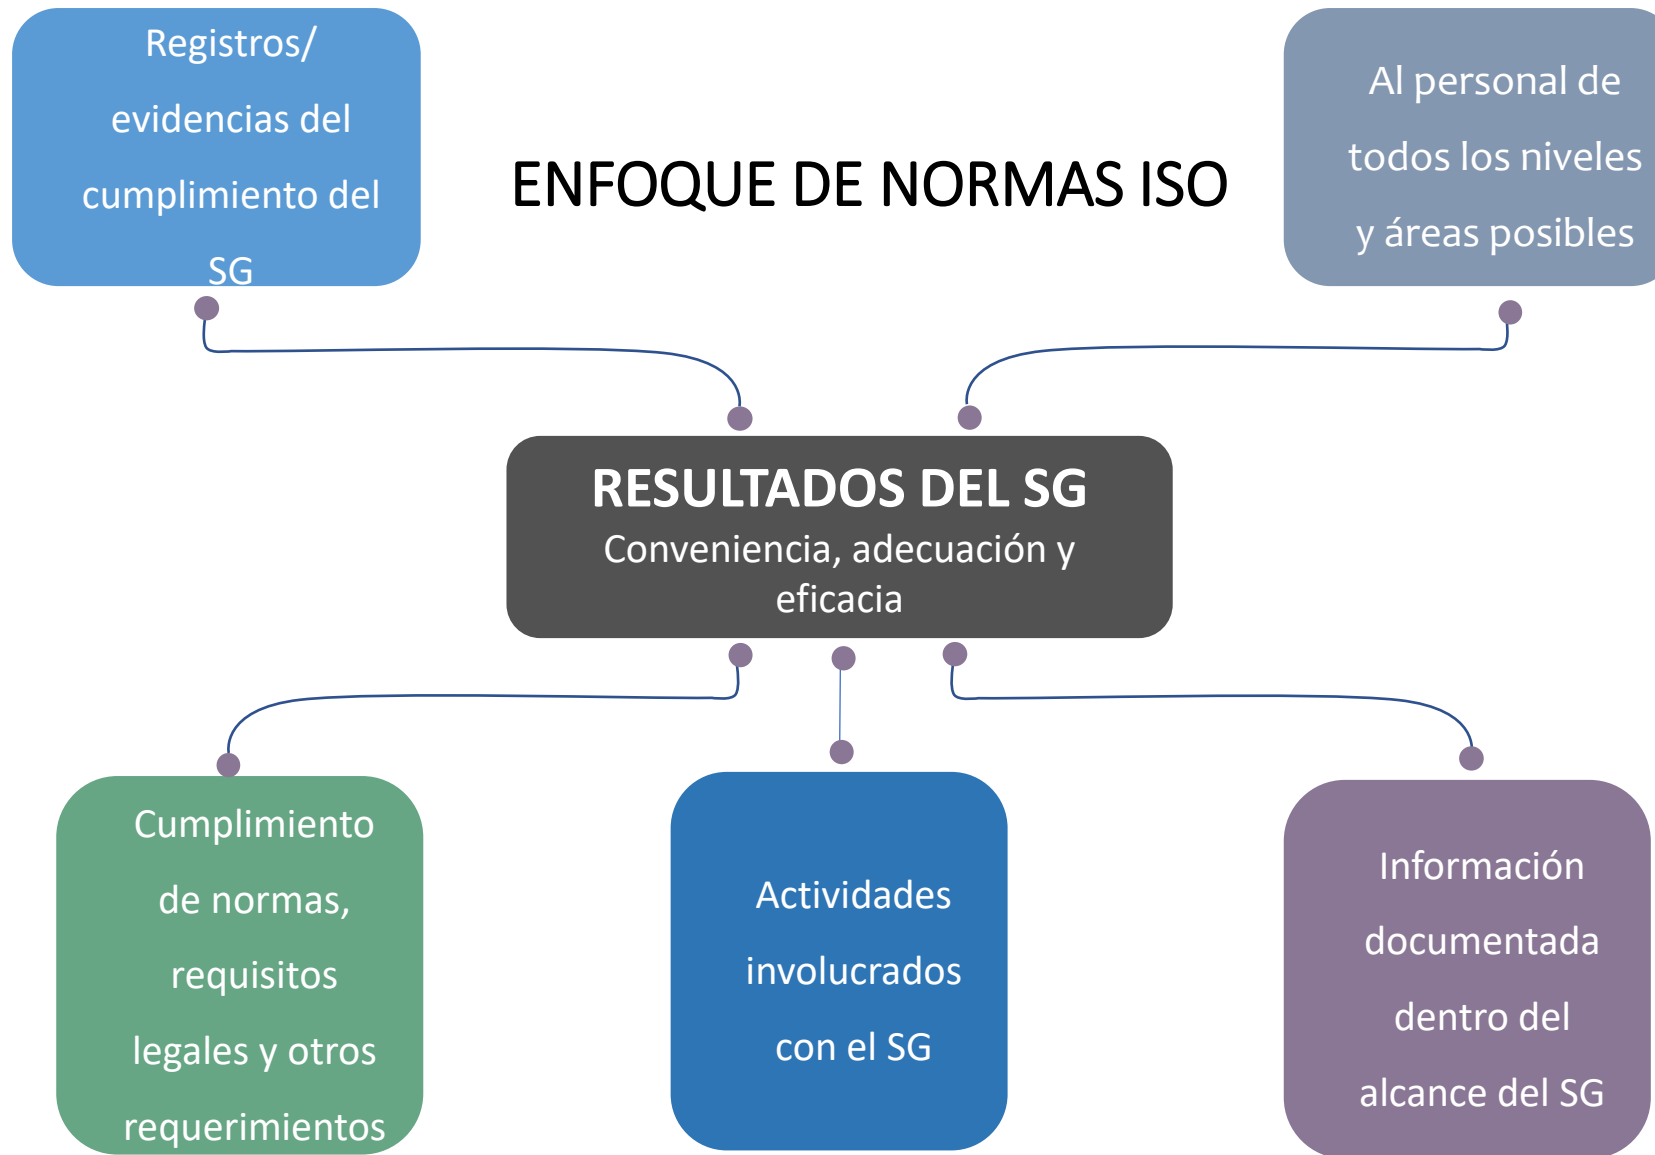 Registros/
evidencias del
cumplimiento del
SG
ENFOQUE DE NORMAS ISO
Al personal de
todos los niveles
y áreas posibles
RESULTADOS DEL SG
Conveniencia, adecuación y
eficacia
Cumplimiento
de normas,
requisitos
legales y otros
requerimientos
Actividades
involucrados
con el SG
Información
documentada
dentro del
alcance del SG